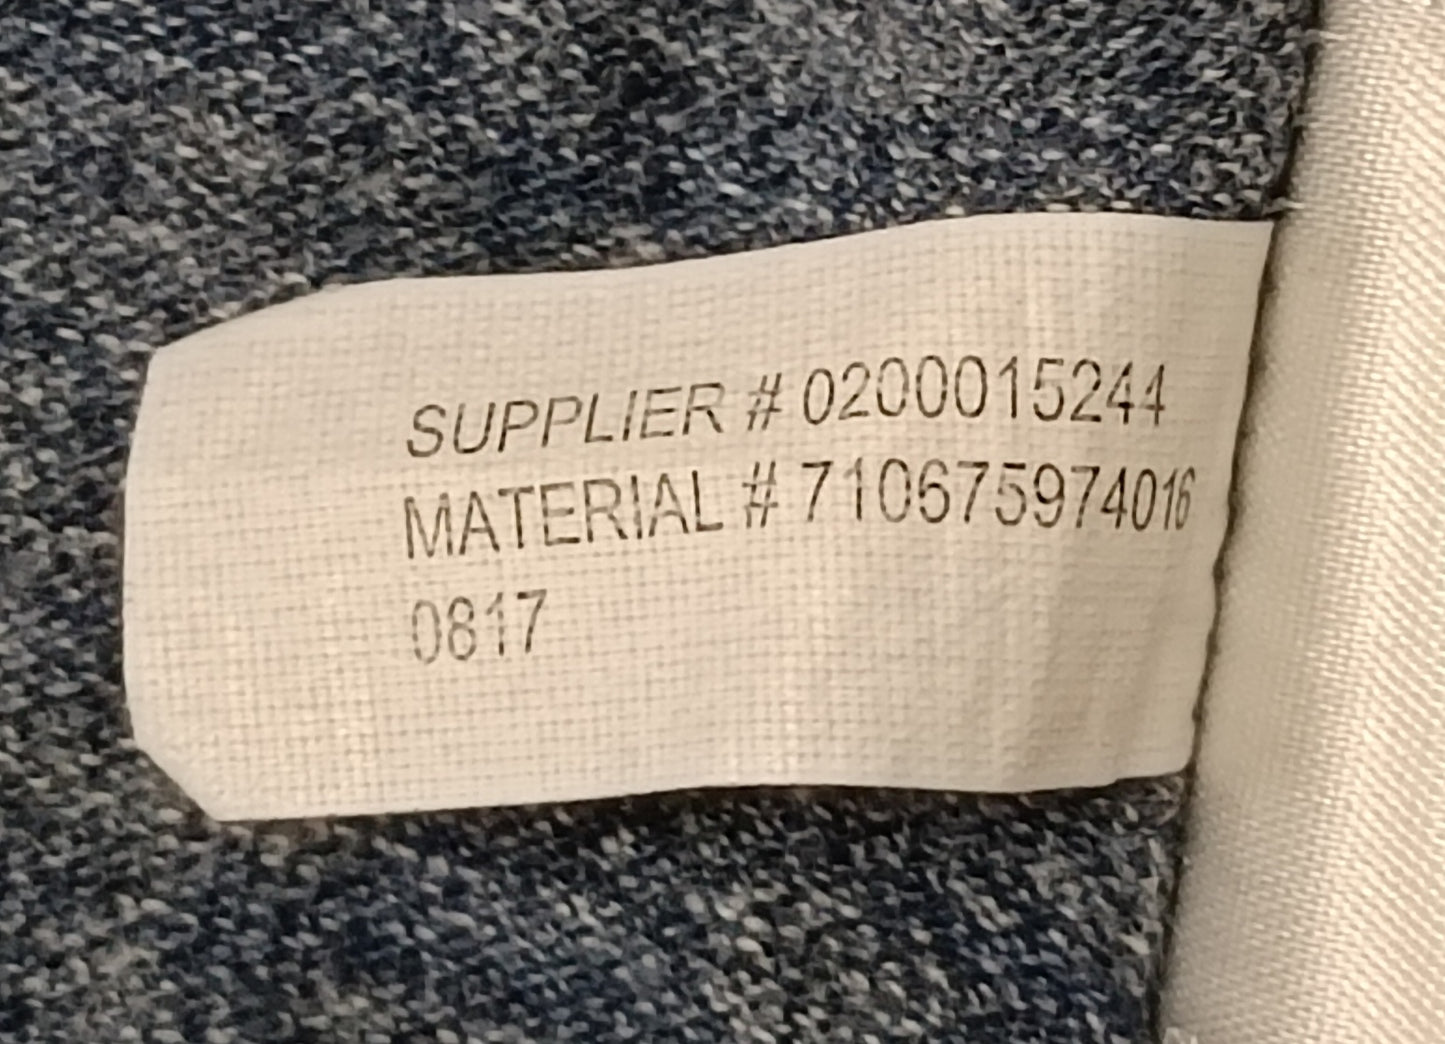 SUPPLIER # 0200015244
MATERIAL # 710675974016
0817